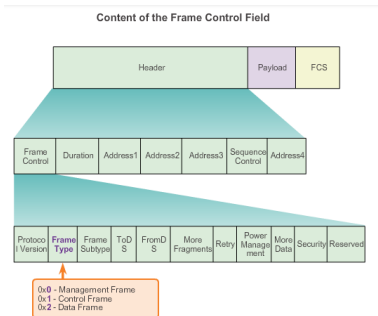 Content of the Frame Control Field
Header
Payload
FCS
Frame
Control
Duration
Address1
Address2
Address3
Sequence
Control
Address4
Protoco
l Version
Frame
Type
Frame
Subtype
ToD
S
FromD
S
More
Fragments
Retry
Power
Manage
ment
More
Data
Security
Reserved
0x0 - Management Frame
0x1 - Control Frame
0x2 - Data Frame